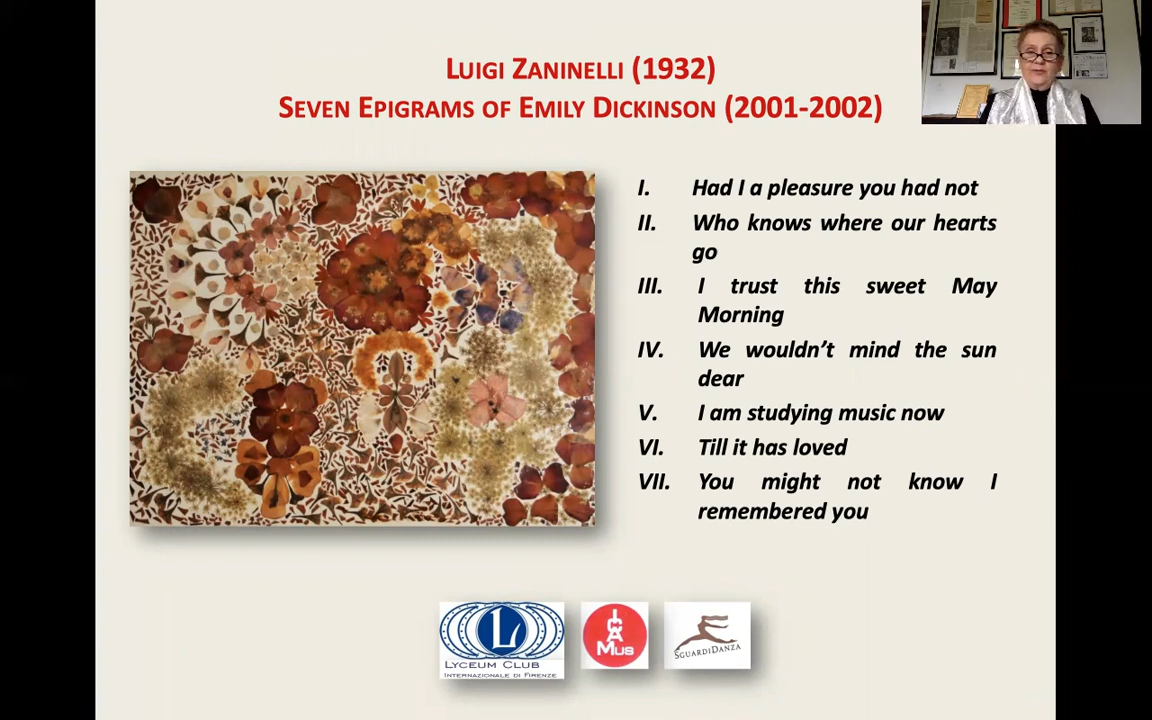 LUIGI ZANINELLI (1932)
SEVEN EPIGRAMS OF EMILY DICKINSON (2001-2002)
I. Had I a pleasure you had not
II. Who knows where our hearts
go
III. I trust this sweet May
Morning
IV. We wouldn't mind the sun
dear
V. I am studying music now
VI. Till it has loved
VII. You might not know I
remembered you
L
LYCEUM CLUB
INTERNAZIONALE DI FIRENZE
ICAMus
SGUARDIDANZA